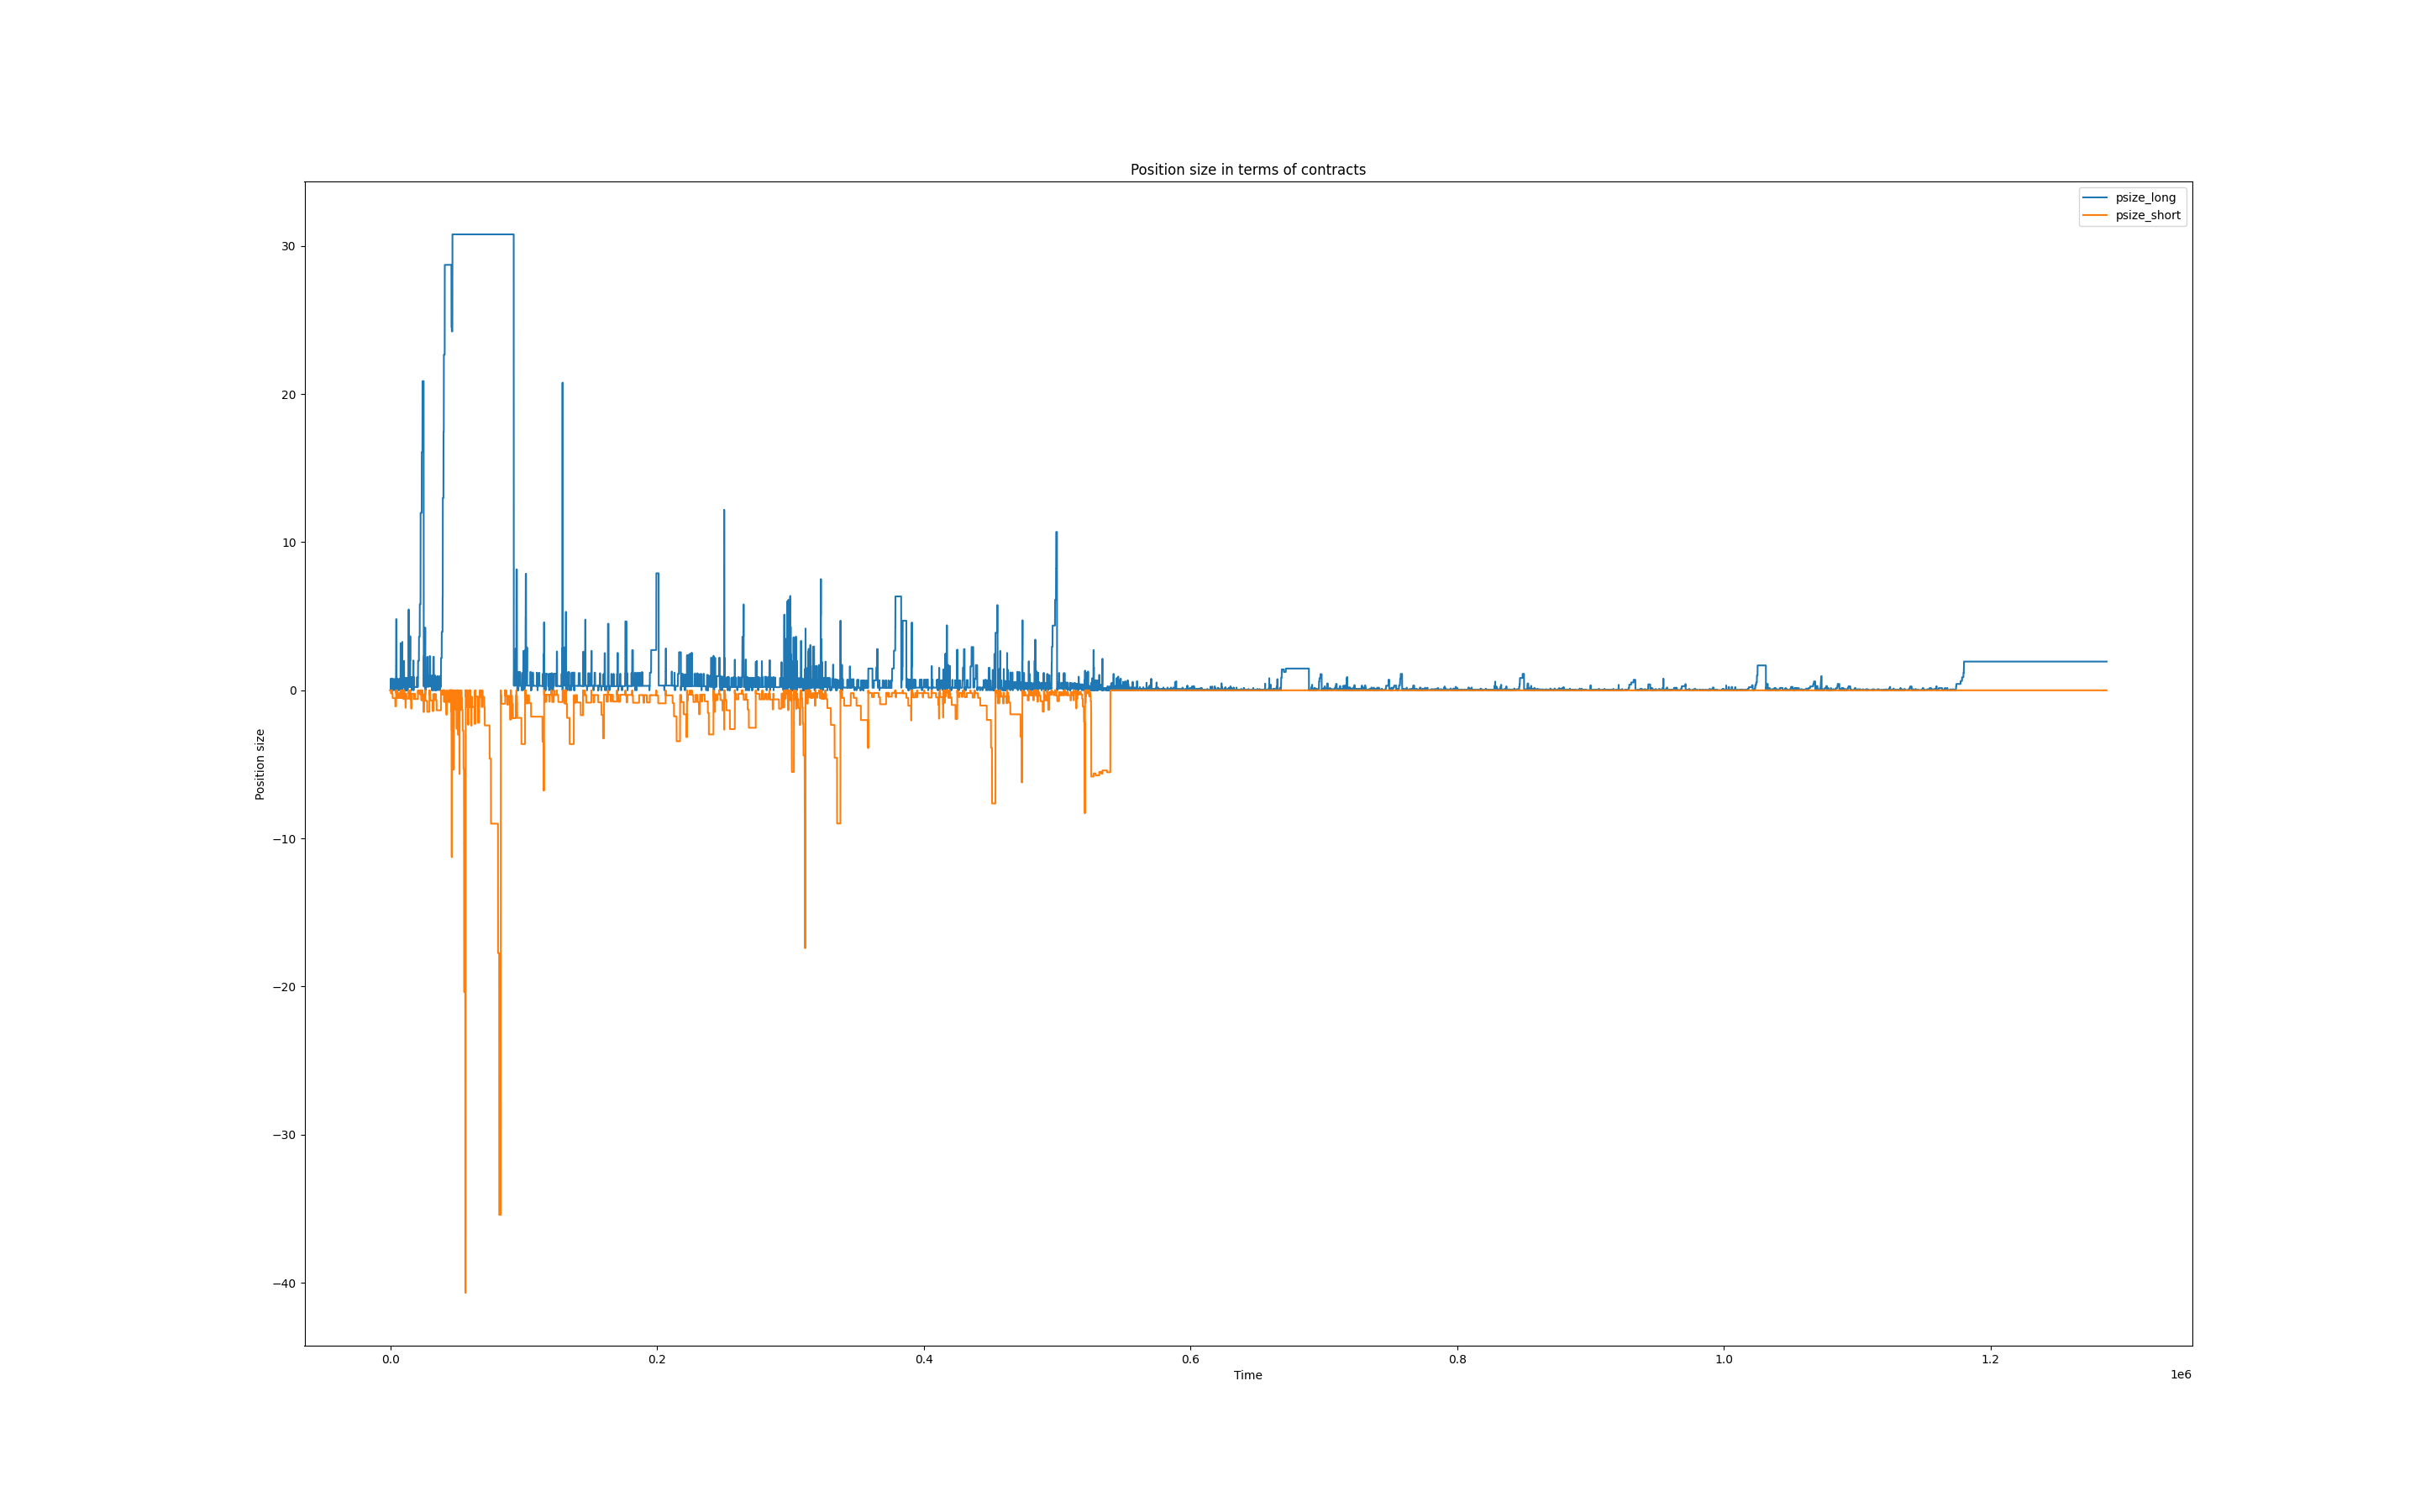 Position size in terms of contracts
psize_long
psize_short
30
20
10
0
−10
−20
−30
−40
Position size
0.0 0.2 0.4 0.6 0.8 1.0 1.2
Time
1e6